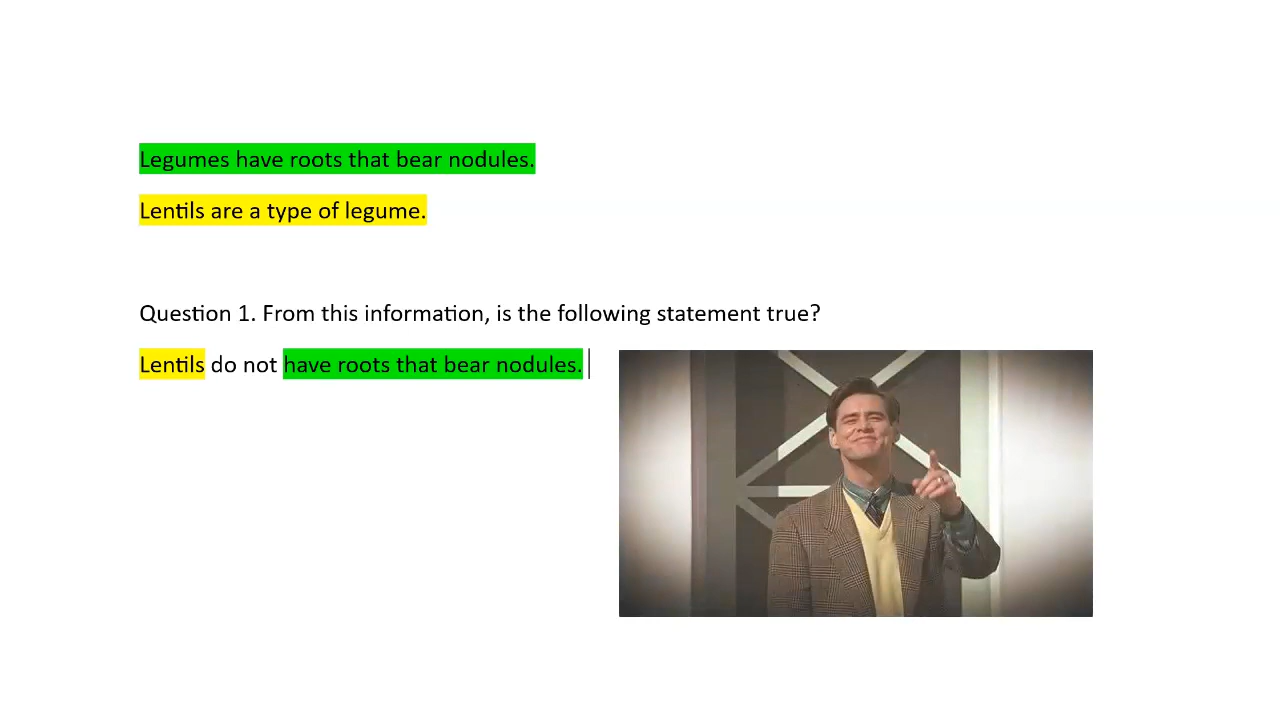 Legumes have roots that bear nodules.
Lentils are a type of legume.
Question 1. From this information, is the following statement true?
Lentils do not have roots that bear nodules.